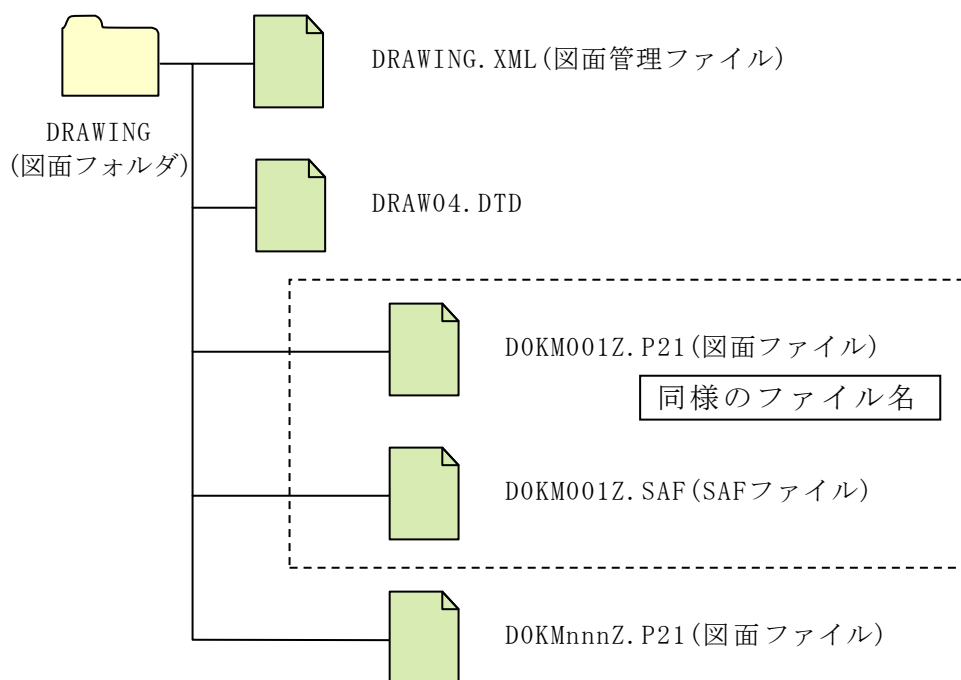 DRAWING.XML(図面管理ファイル)
DRAWING
(図面フォルダ)
DRAW04.DTD
D0KM001Z.P21(図面ファイル)
同様のファイル名
D0KM001Z.SAF(SAFファイル)
D0KMnnnZ.P21(図面ファイル)